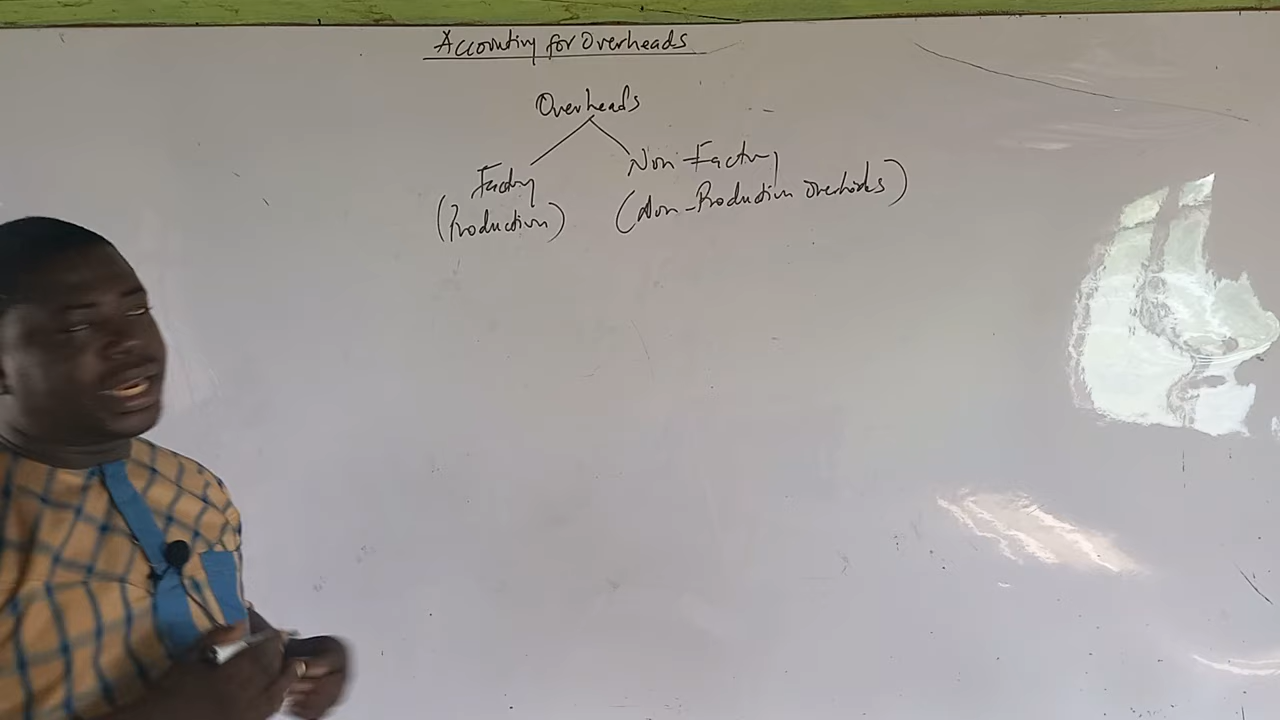 Accounting for Overheads
Overheads
Factory Non Factory
(Production) (Non-Production overheads)